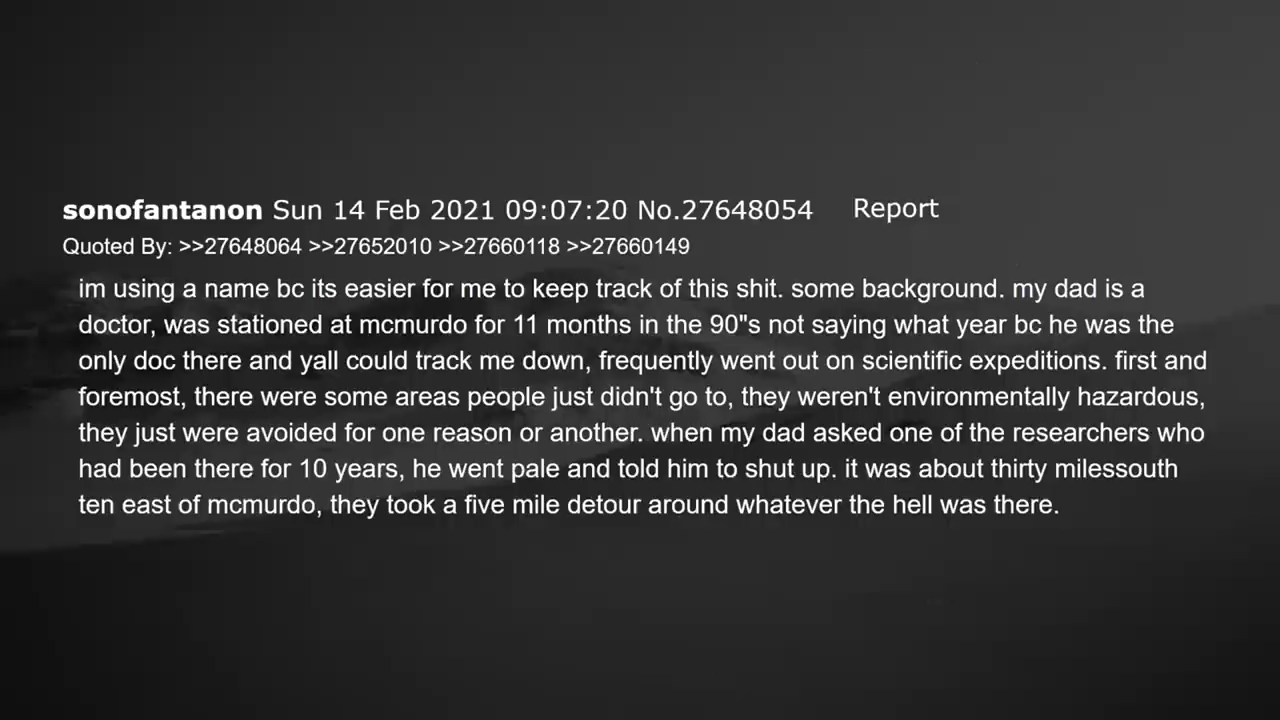 sonofantanon Sun 14 Feb 2021 09:07:20 No.27648054 Report
Quoted By: >>27648064 >>27652010 >>27660118 >>27660149
im using a name bc its easier for me to keep track of this shit. some background. my dad is a
doctor, was stationed at mcmurdo for 11 months in the 90"s not saying what year bc he was the
only doc there and yall could track me down, frequently went out on scientific expeditions. first and
foremost, there were some areas people just didn't go to, they weren't environmentally hazardous,
they just were avoided for one reason or another. when my dad asked one of the researchers who
had been there for 10 years, he went pale and told him to shut up. it was about thirty milessouth
ten east of mcmurdo, they took a five mile detour around whatever the hell was there.